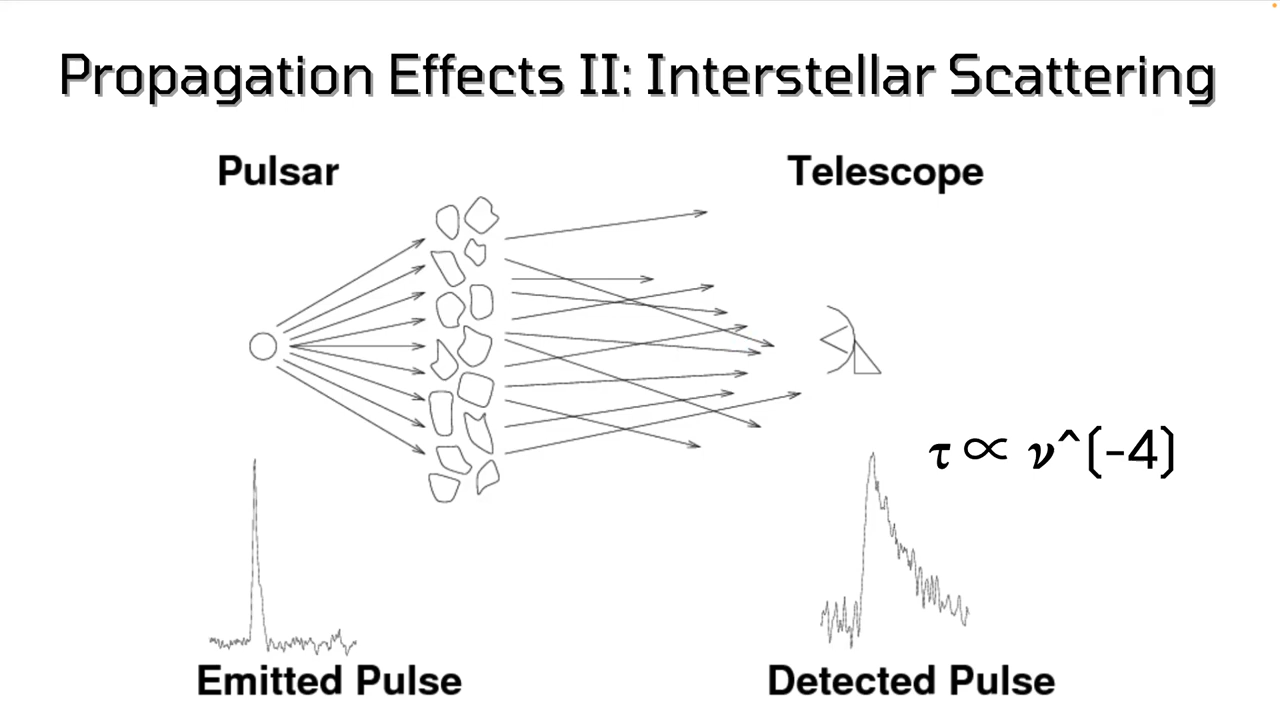 Propagation Effects II: Interstellar Scattering
Pulsar
Telescope
τ ∝ ν^(-4)
Emitted Pulse
Detected Pulse